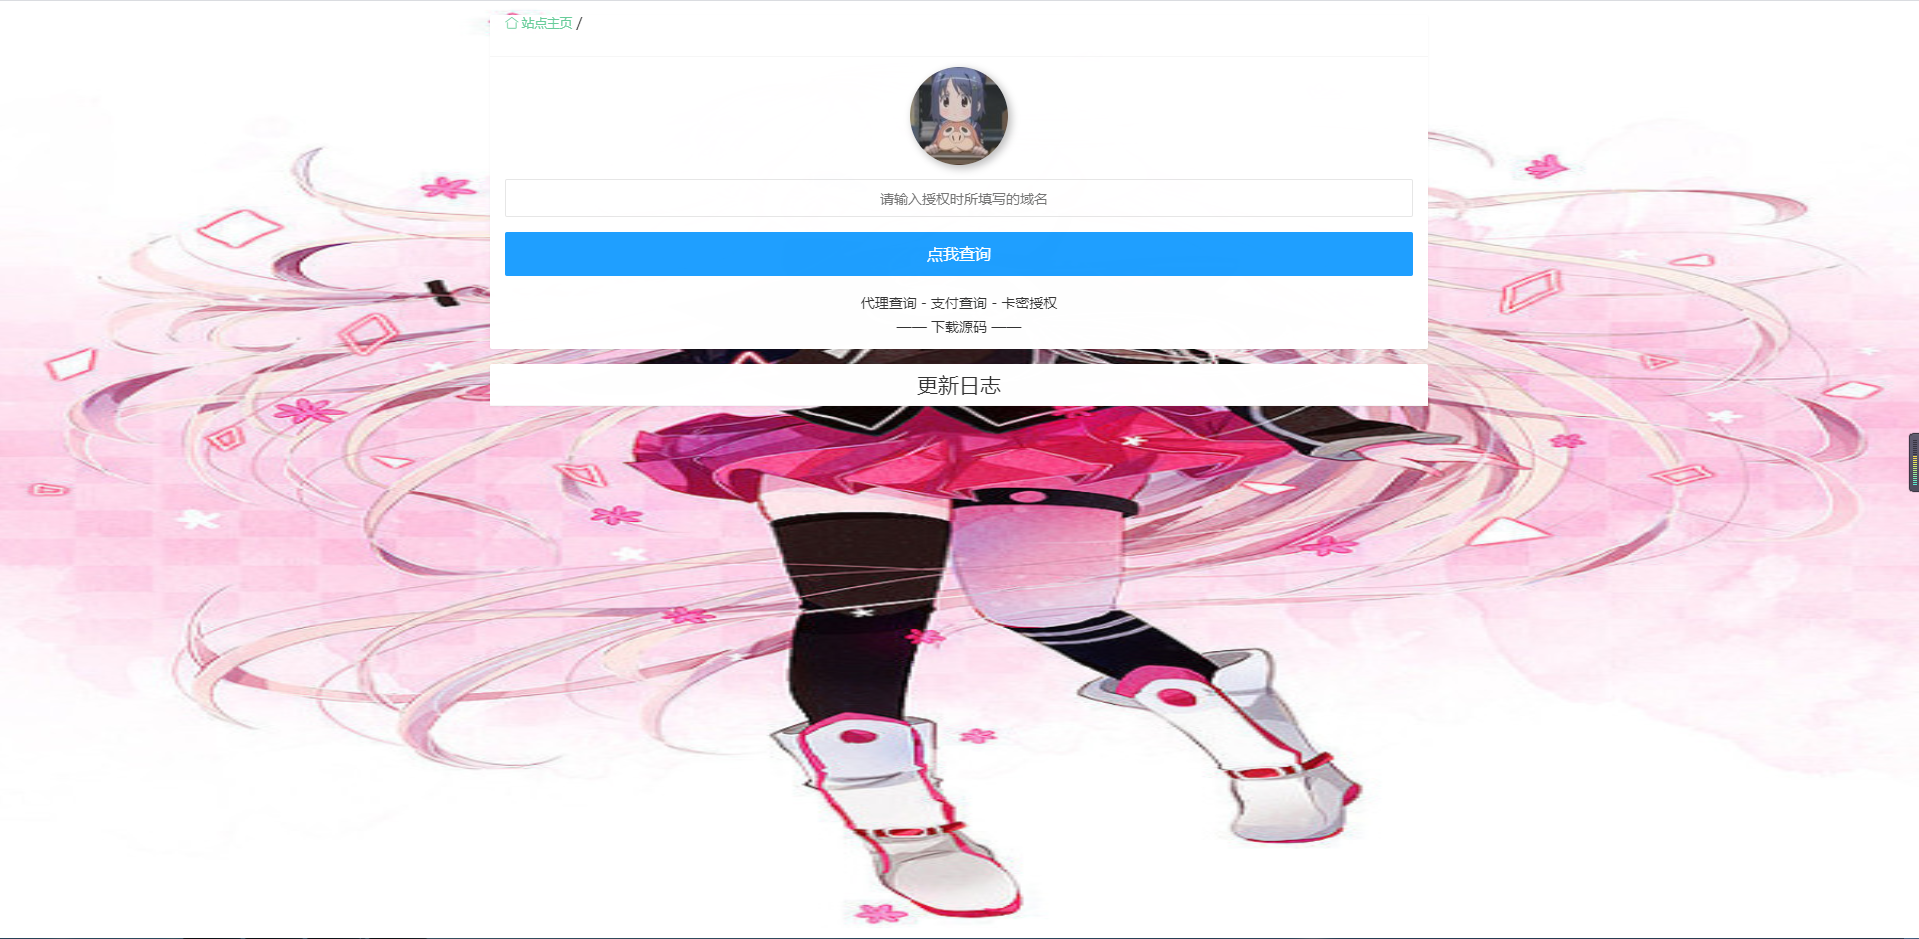 站点主页 /
请输入授权时所填写的域名
点我查询
代理查询 - 支付查询 - 卡密授权
—— 下载源码 ——
更新日志